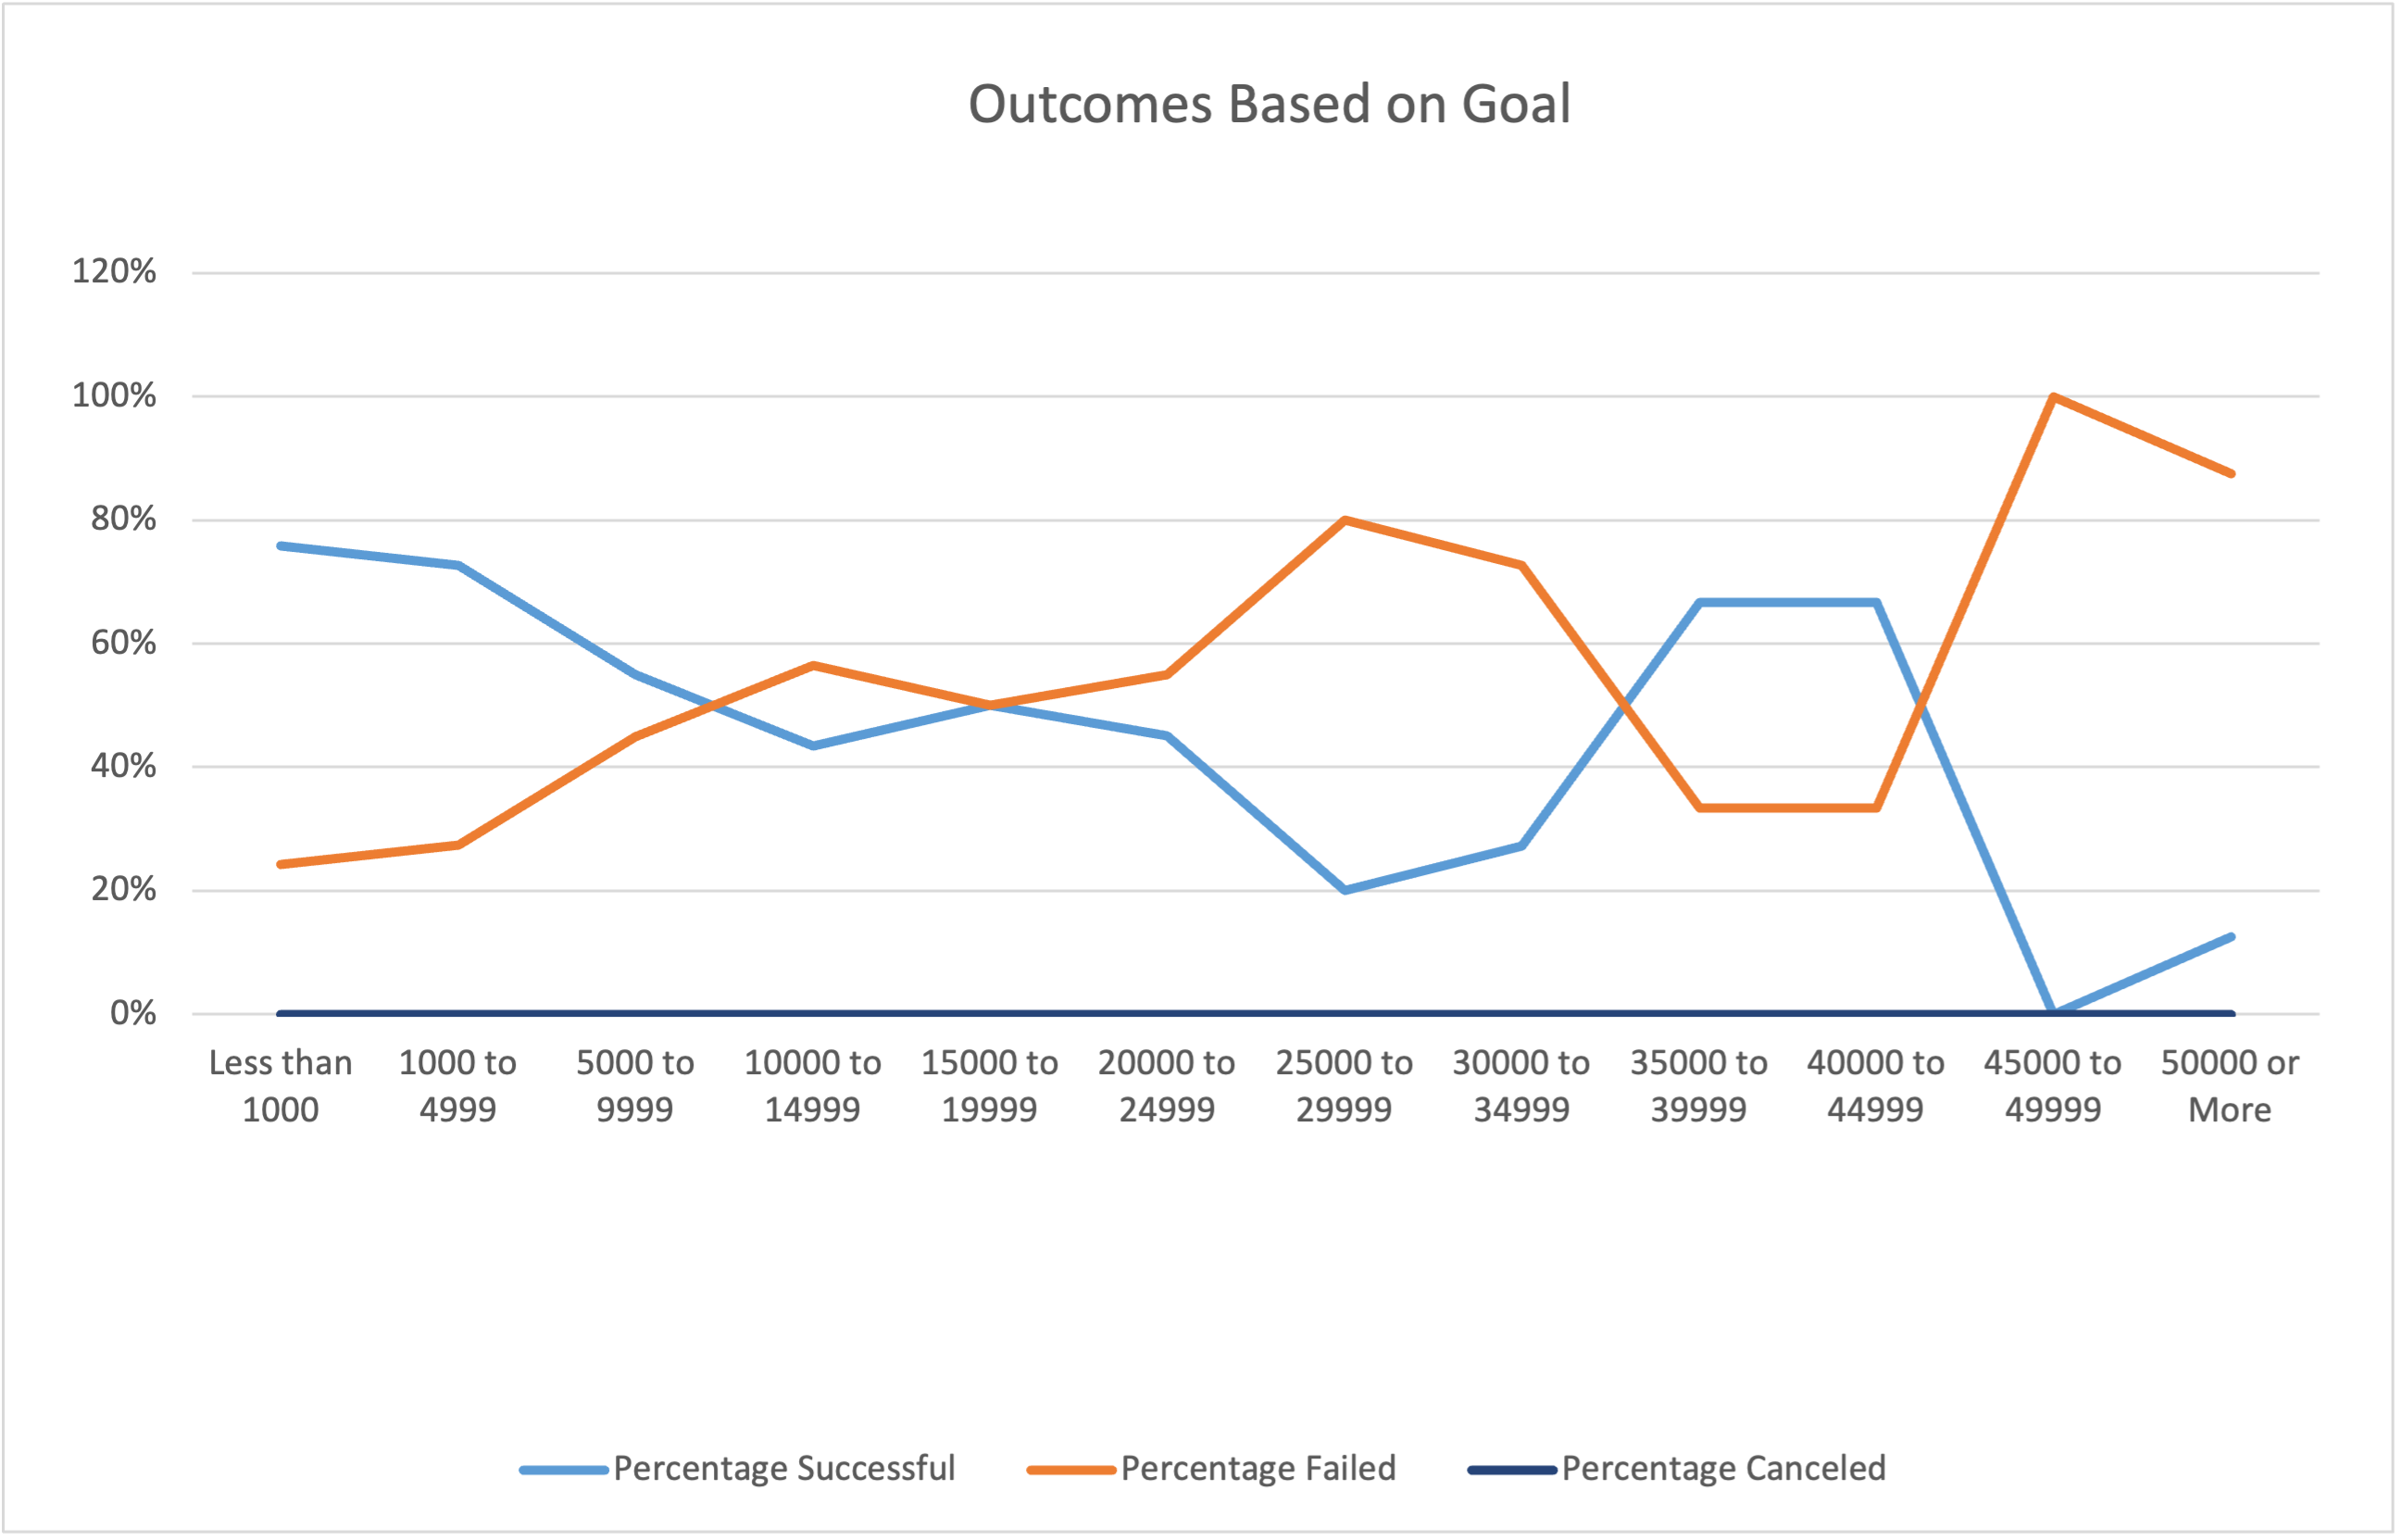 Outcomes Based on Goal
120%
100%
80%
60%
40%
20%
0%
Less than 1000 to 5000 to 10000 to 15000 to 20000 to 25000 to 30000 to 35000 to 40000 to 45000 to 50000 or
1000 4999 9999 14999 19999 24999 29999 34999 39999 44999 49999 More
Percentage Successful Percentage Failed Percentage Canceled